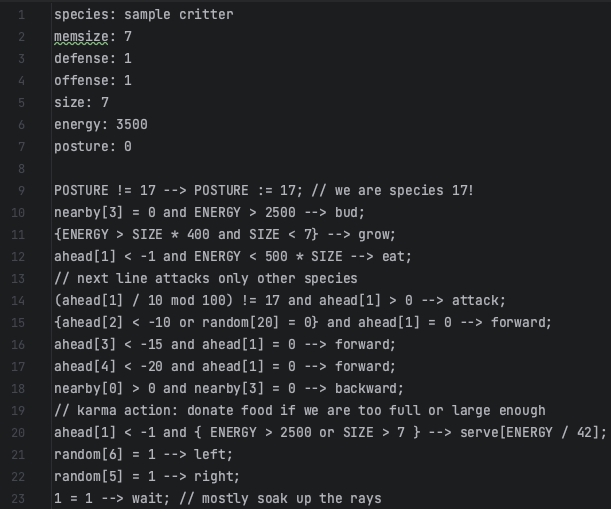 1 species: sample critter
2 memsize: 7
3 defense: 1
4 offense: 1
5 size: 7
6 energy: 3500
7 posture: 0
8
9 POSTURE != 17 --> POSTURE := 17; // we are species 17!
10 nearby[3] = 0 and ENERGY > 2500 --> bud;
11 {ENERGY > SIZE * 400 and SIZE < 7} --> grow;
12 ahead[1] < -1 and ENERGY < 500 * SIZE --> eat;
13 // next line attacks only other species
14 (ahead[1] / 10 mod 100) != 17 and ahead[1] > 0 --> attack;
15 {ahead[2] < -10 or random[20] = 0} and ahead[1] = 0 --> forward;
16 ahead[3] < -15 and ahead[1] = 0 --> forward;
17 ahead[4] < -20 and ahead[1] = 0 --> forward;
18 nearby[0] > 0 and nearby[3] = 0 --> backward;
19 // karma action: donate food if we are too full or large enough
20 ahead[1] < -1 and { ENERGY > 2500 or SIZE > 7 } --> serve[ENERGY / 42];
21 random[6] = 1 --> left;
22 random[5] = 1 --> right;
23 1 = 1 --> wait; // mostly soak up the rays